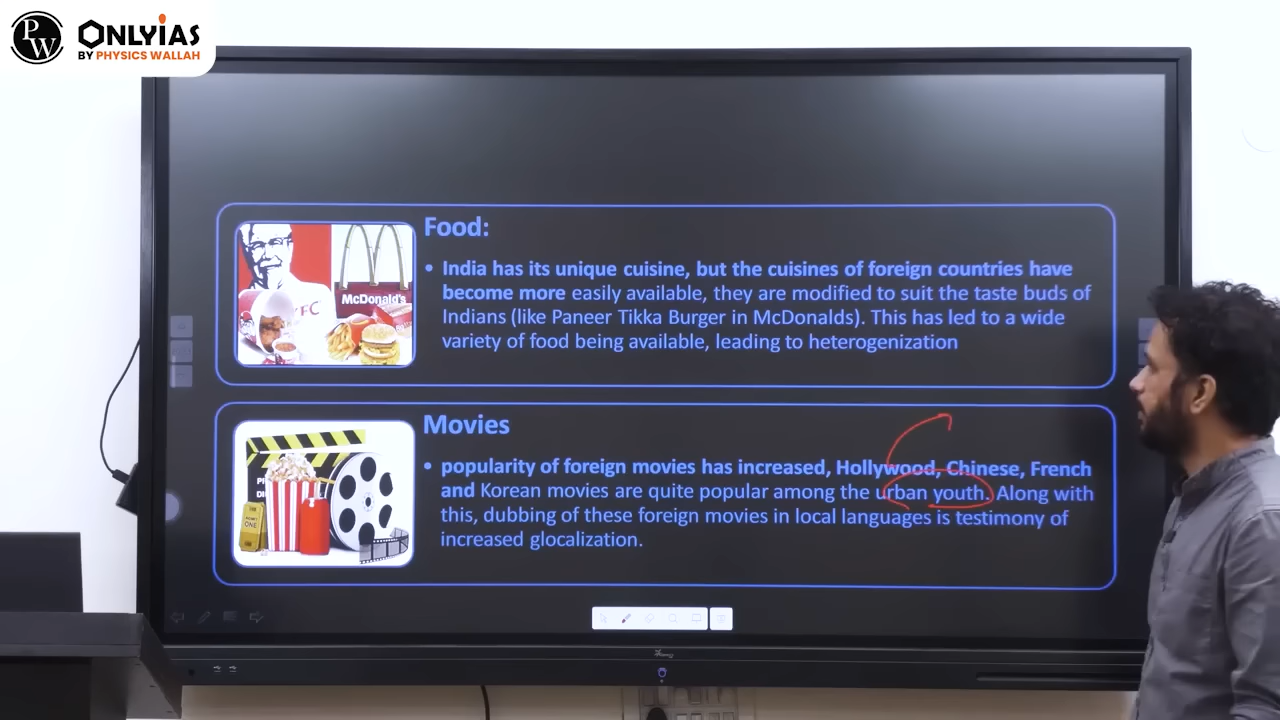 PW
ONLYIAS
BY PHYSICS WALLAH
Food:
• India has its unique cuisine, but the cuisines of foreign countries have
become more easily available, they are modified to suit the taste buds of
Indians (like Paneer Tikka Burger in McDonalds). This has led to a wide
variety of food being available, leading to heterogenization
McDonald's
Movies
• popularity of foreign movies has increased, Hollywood, Chinese, French
and Korean movies are quite popular among the urban youth. Along with
this, dubbing of these foreign movies in local languages is testimony of
increased glocalization.
ONE